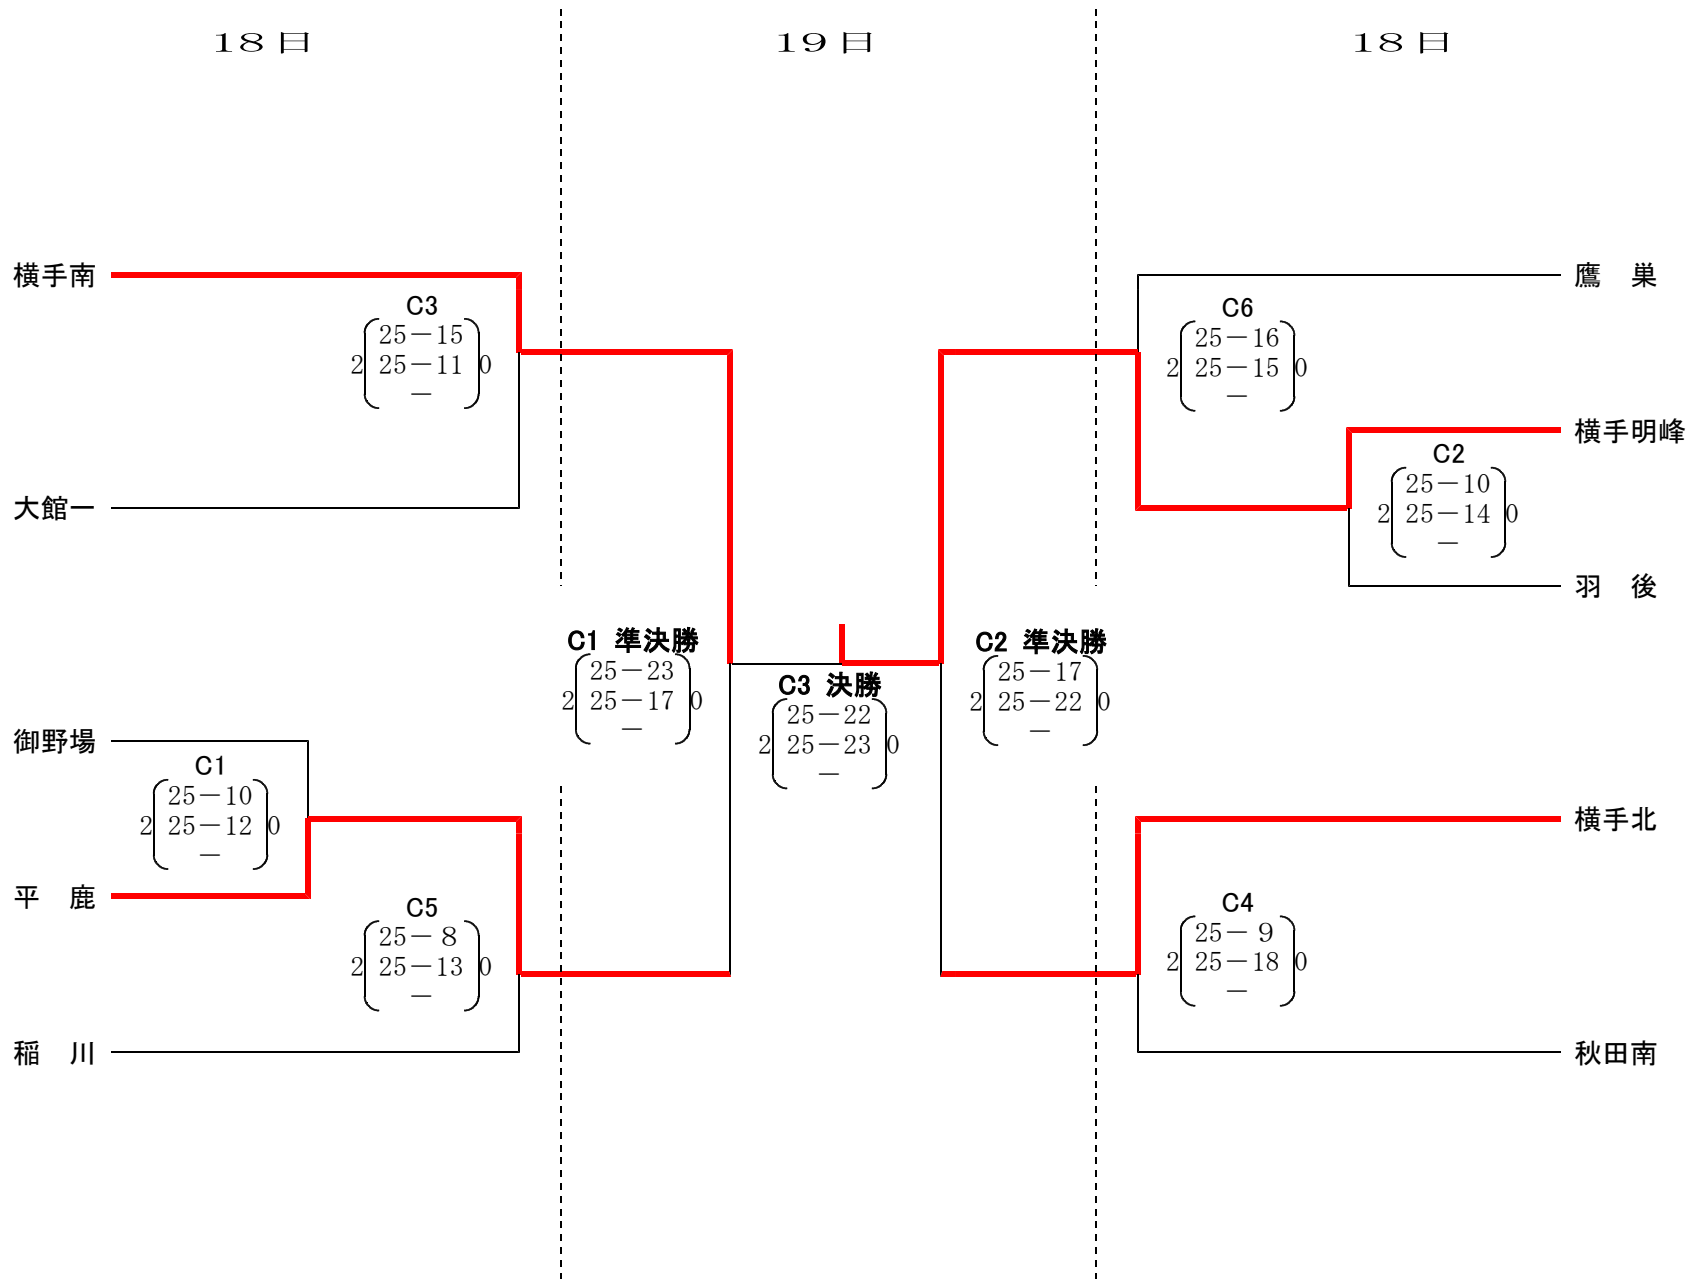 18日
19日
18日
横手南
C3
25－15
2 25－11 0
－
大館一
御野場
C1
25－10
2 25－12 0
－
平　鹿
C5
25－ 8
2 25－13 0
－
稲　川
C1 準決勝
25－23
2 25－17 0
－
C3 決勝
25－22
2 25－23 0
－
C2 準決勝
25－17
2 25－22 0
－
鷹　巣
C6
25－16
2 25－15 0
－
横手明峰
C2
25－10
2 25－14 0
－
羽　後
横手北
C4
25－ 9
2 25－18 0
－
秋田南